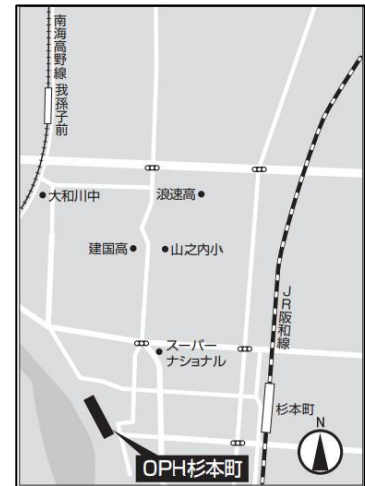 南海高野線
我孫子前
大和川中
浪速高
建国高
山之内小
JR阪和線
スーパー
ナショナル
杉本町
N
OPH杉本町